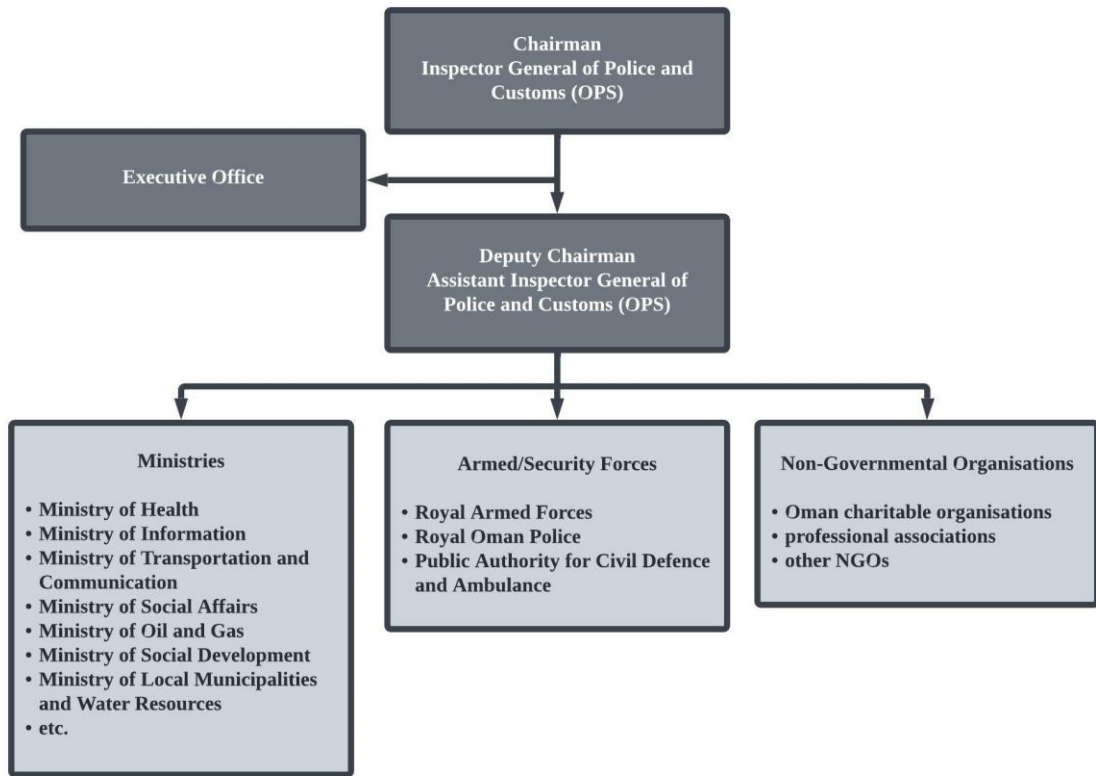 Chairman
Inspector General of Police and
Customs (OPS)
Executive Office
Deputy Chairman
Assistant Inspector General of
Police and Customs (OPS)
Ministries
• Ministry of Health
• Ministry of Information
• Ministry of Transportation and
Communication
• Ministry of Social Affairs
• Ministry of Oil and Gas
• Ministry of Social Development
• Ministry of Local Municipalities
and Water Resources
• etc.
Armed/Security Forces
• Royal Armed Forces
• Royal Oman Police
• Public Authority for Civil Defence
and Ambulance
Non-Governmental Organisations
• Oman charitable organisations
• professional associations
• other NGOs